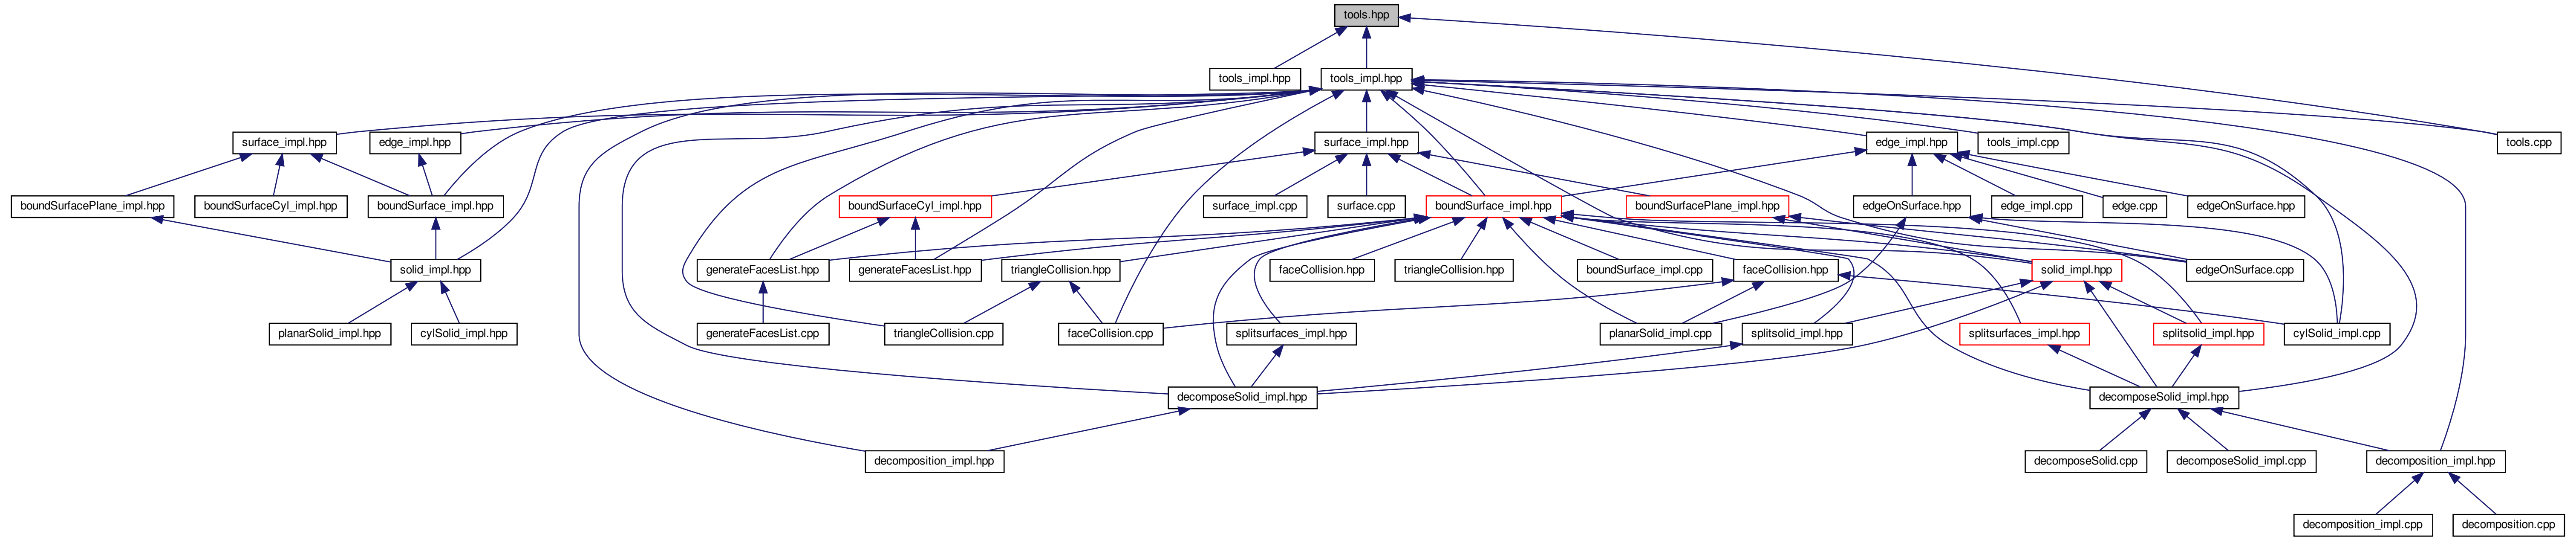 tools.hpp
tools_impl.hpp
tools_impl.hpp
surface_impl.hpp
edge_impl.hpp
surface_impl.hpp
edge_impl.hpp
tools_impl.cpp
tools.cpp
boundSurfacePlane_impl.hpp
boundSurfaceCyl_impl.hpp
boundSurface_impl.hpp
boundSurfaceCyl_impl.hpp
surface_impl.cpp
surface.cpp
boundSurface_impl.hpp
boundSurfacePlane_impl.hpp
edgeOnSurface.hpp
edge_impl.cpp
edge.cpp
edgeOnSurface.hpp
solid_impl.hpp
generateFacesList.hpp
generateFacesList.hpp
triangleCollision.hpp
faceCollision.hpp
triangleCollision.hpp
boundSurface_impl.cpp
faceCollision.hpp
solid_impl.hpp
edgeOnSurface.cpp
planarSolid_impl.hpp
cylSolid_impl.hpp
generateFacesList.cpp
triangleCollision.cpp
faceCollision.cpp
splitsurfaces_impl.hpp
planarSolid_impl.cpp
splitsolid_impl.hpp
splitsurfaces_impl.hpp
splitsolid_impl.hpp
cylSolid_impl.cpp
decomposeSolid_impl.hpp
decomposeSolid_impl.hpp
decomposition_impl.hpp
decomposeSolid.cpp
decomposeSolid_impl.cpp
decomposition_impl.hpp
decomposition_impl.cpp
decomposition.cpp